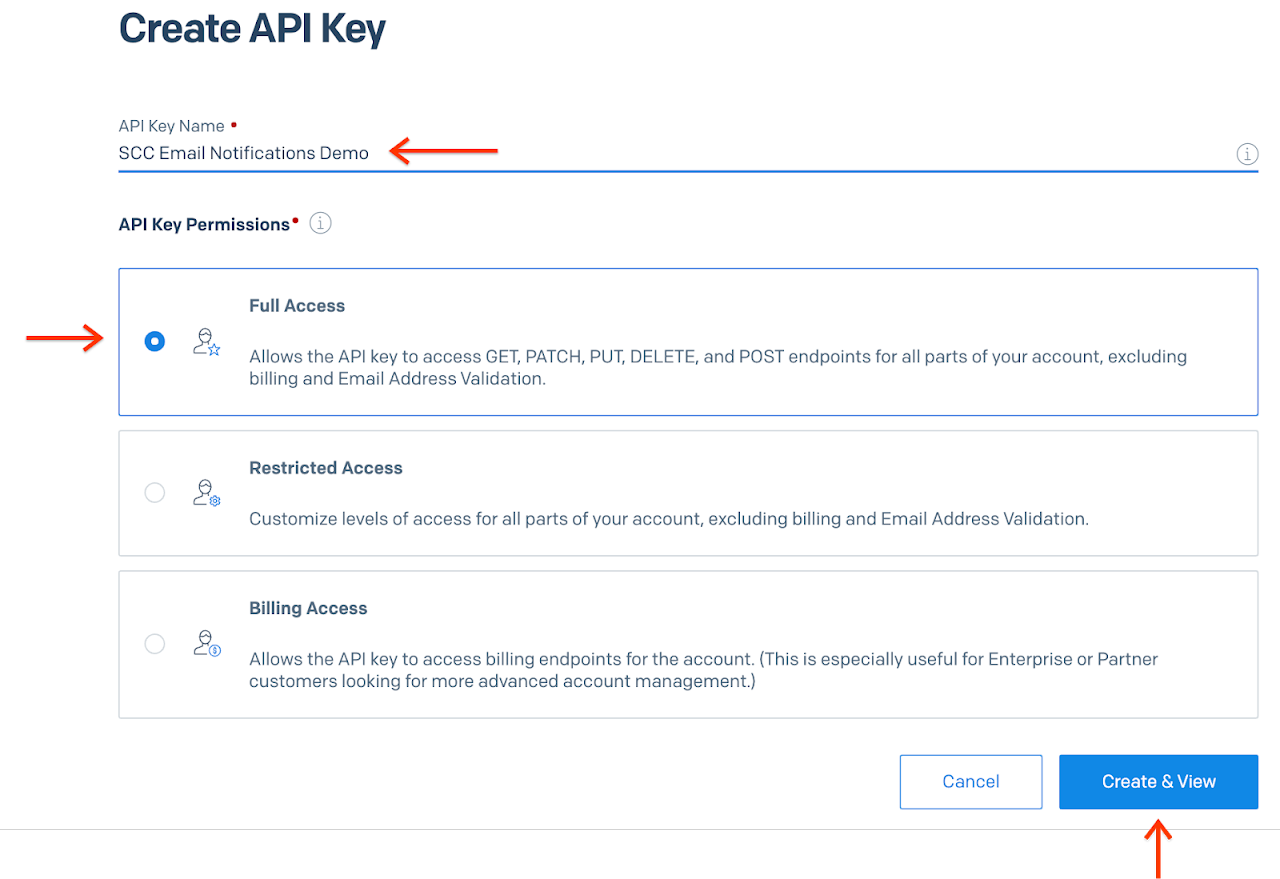 Create API Key
API Key Name •
SCC Email Notifications Demo
API Key Permissions •
Full Access
Allows the API key to access GET, PATCH, PUT, DELETE, and POST endpoints for all parts of your account, excluding
billing and Email Address Validation.
Restricted Access
Customize levels of access for all parts of your account, excluding billing and Email Address Validation.
Billing Access
Allows the API key to access billing endpoints for the account. (This is especially useful for Enterprise or Partner
customers looking for more advanced account management.)
Cancel
Create & View